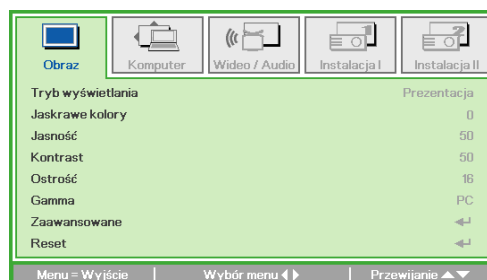 Obraz
Komputer
Wideo / Audio
Instalacja I
Instalacja II
Tryb wyświetlania Prezentacja
Jaskrawe kolory 0
Jasność 50
Kontrast 50
Ostrość 16
Gamma PC
Zaawansowane
Reset
Menu = Wyjście | Wybór menu | Przewijanie